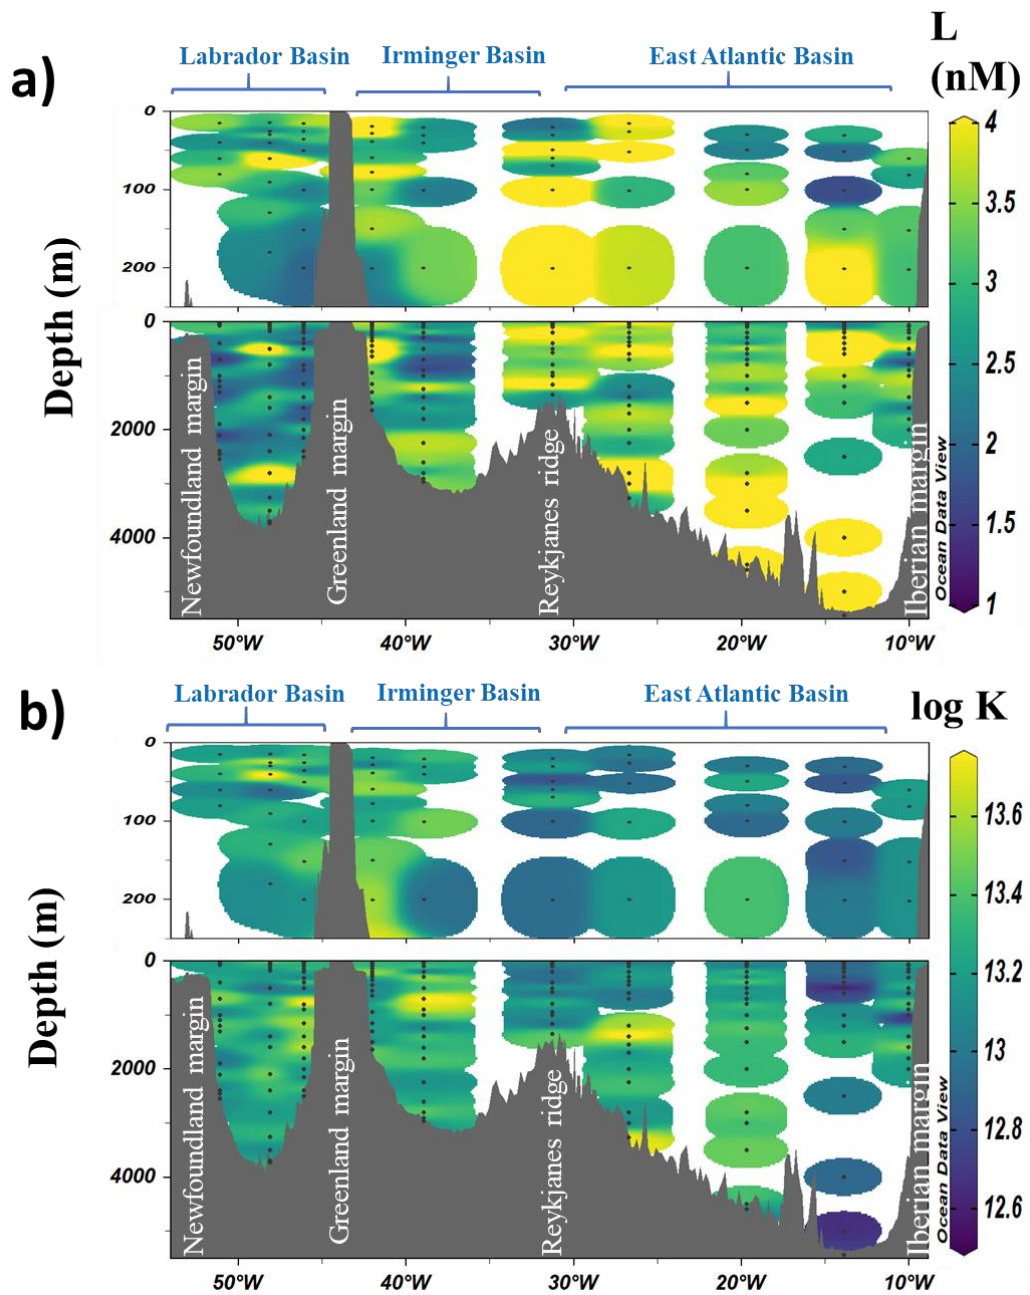 a)
Labrador Basin
Irminger Basin
East Atlantic Basin
L
(nM)
Depth (m)
0
100
200
0
2000
4000
Newfoundland margin
Greenland margin
Reykjanes ridge
Iberian margin
50°W
40°W
30°W
20°W
10°W
Ocean Data View
4
3.5
3
2.5
2
1.5
1
b)
Labrador Basin
Irminger Basin
East Atlantic Basin
log K
Depth (m)
0
100
200
0
2000
4000
Newfoundland margin
Greenland margin
Reykjanes ridge
Iberian margin
50°W
40°W
30°W
20°W
10°W
Ocean Data View
13.6
13.4
13.2
13
12.8
12.6